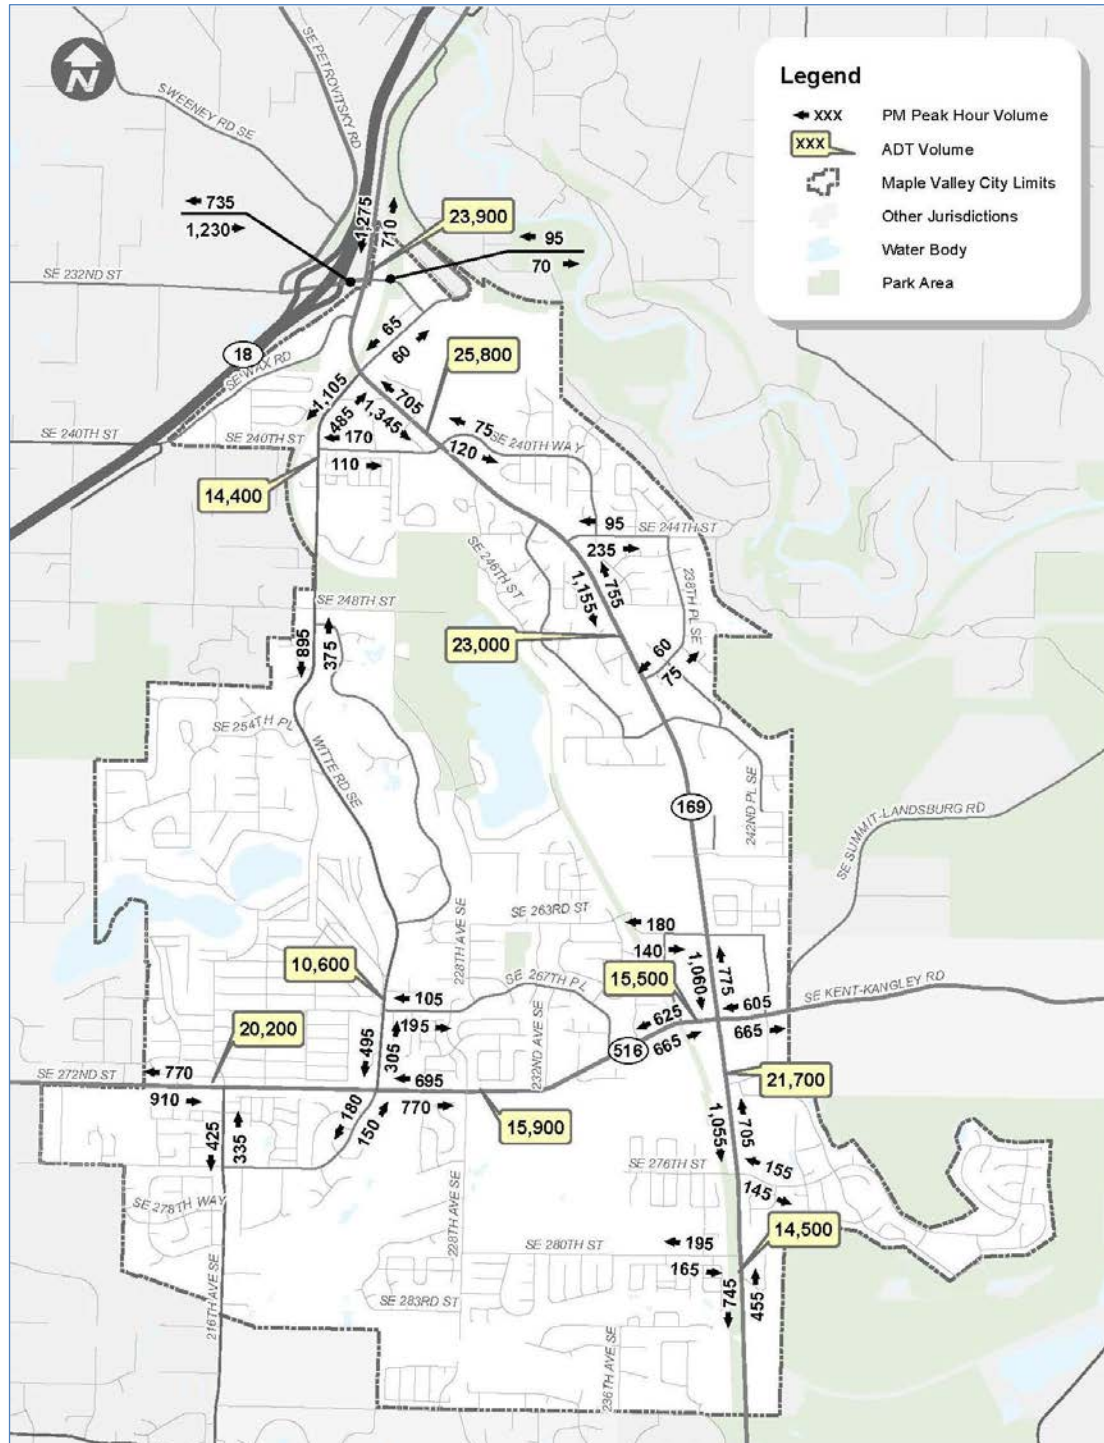 N
Legend
XXX PM Peak Hour Volume
XXX ADT Volume
Maple Valley City Limits
Other Jurisdictions
Water Body
Park Area
SE PETROVITSKY RD
SWEENEY RD SE
735
1,230
1,275
710
23,900
95
70
SE 232ND ST
65
60
18
SE WAX RD
25,800
1,105
485
1,345
705
SE 240TH ST
SE 240TH ST
170
110
75
120
SE 240TH WAY
14,400
95
SE 244TH ST
235
SE 246TH ST
1,155
755
238TH PL SE
SE 248TH ST
895
375
23,000
60
75
SE 254TH PL
WITTE RD SE
169
242ND PL SE
SE SUMMIT-LANDSBURG RD
228TH AVE SE
SE 263RD ST
180
140
10,600
SE 267TH PL
15,500
1,060
775
SE KENT-KANGLEY RD
105
195
605
625
665
665
20,200
495
305
232ND AVE SE
516
SE 272ND ST
770
695
910
770
15,900
21,700
425
335
180
150
1,055
705
SE 276TH ST
155
145
SE 278TH WAY
228TH AVE SE
14,500
SE 280TH ST
195
165
216TH AVE SE
SE 283RD ST
745
455
236TH AVE SE